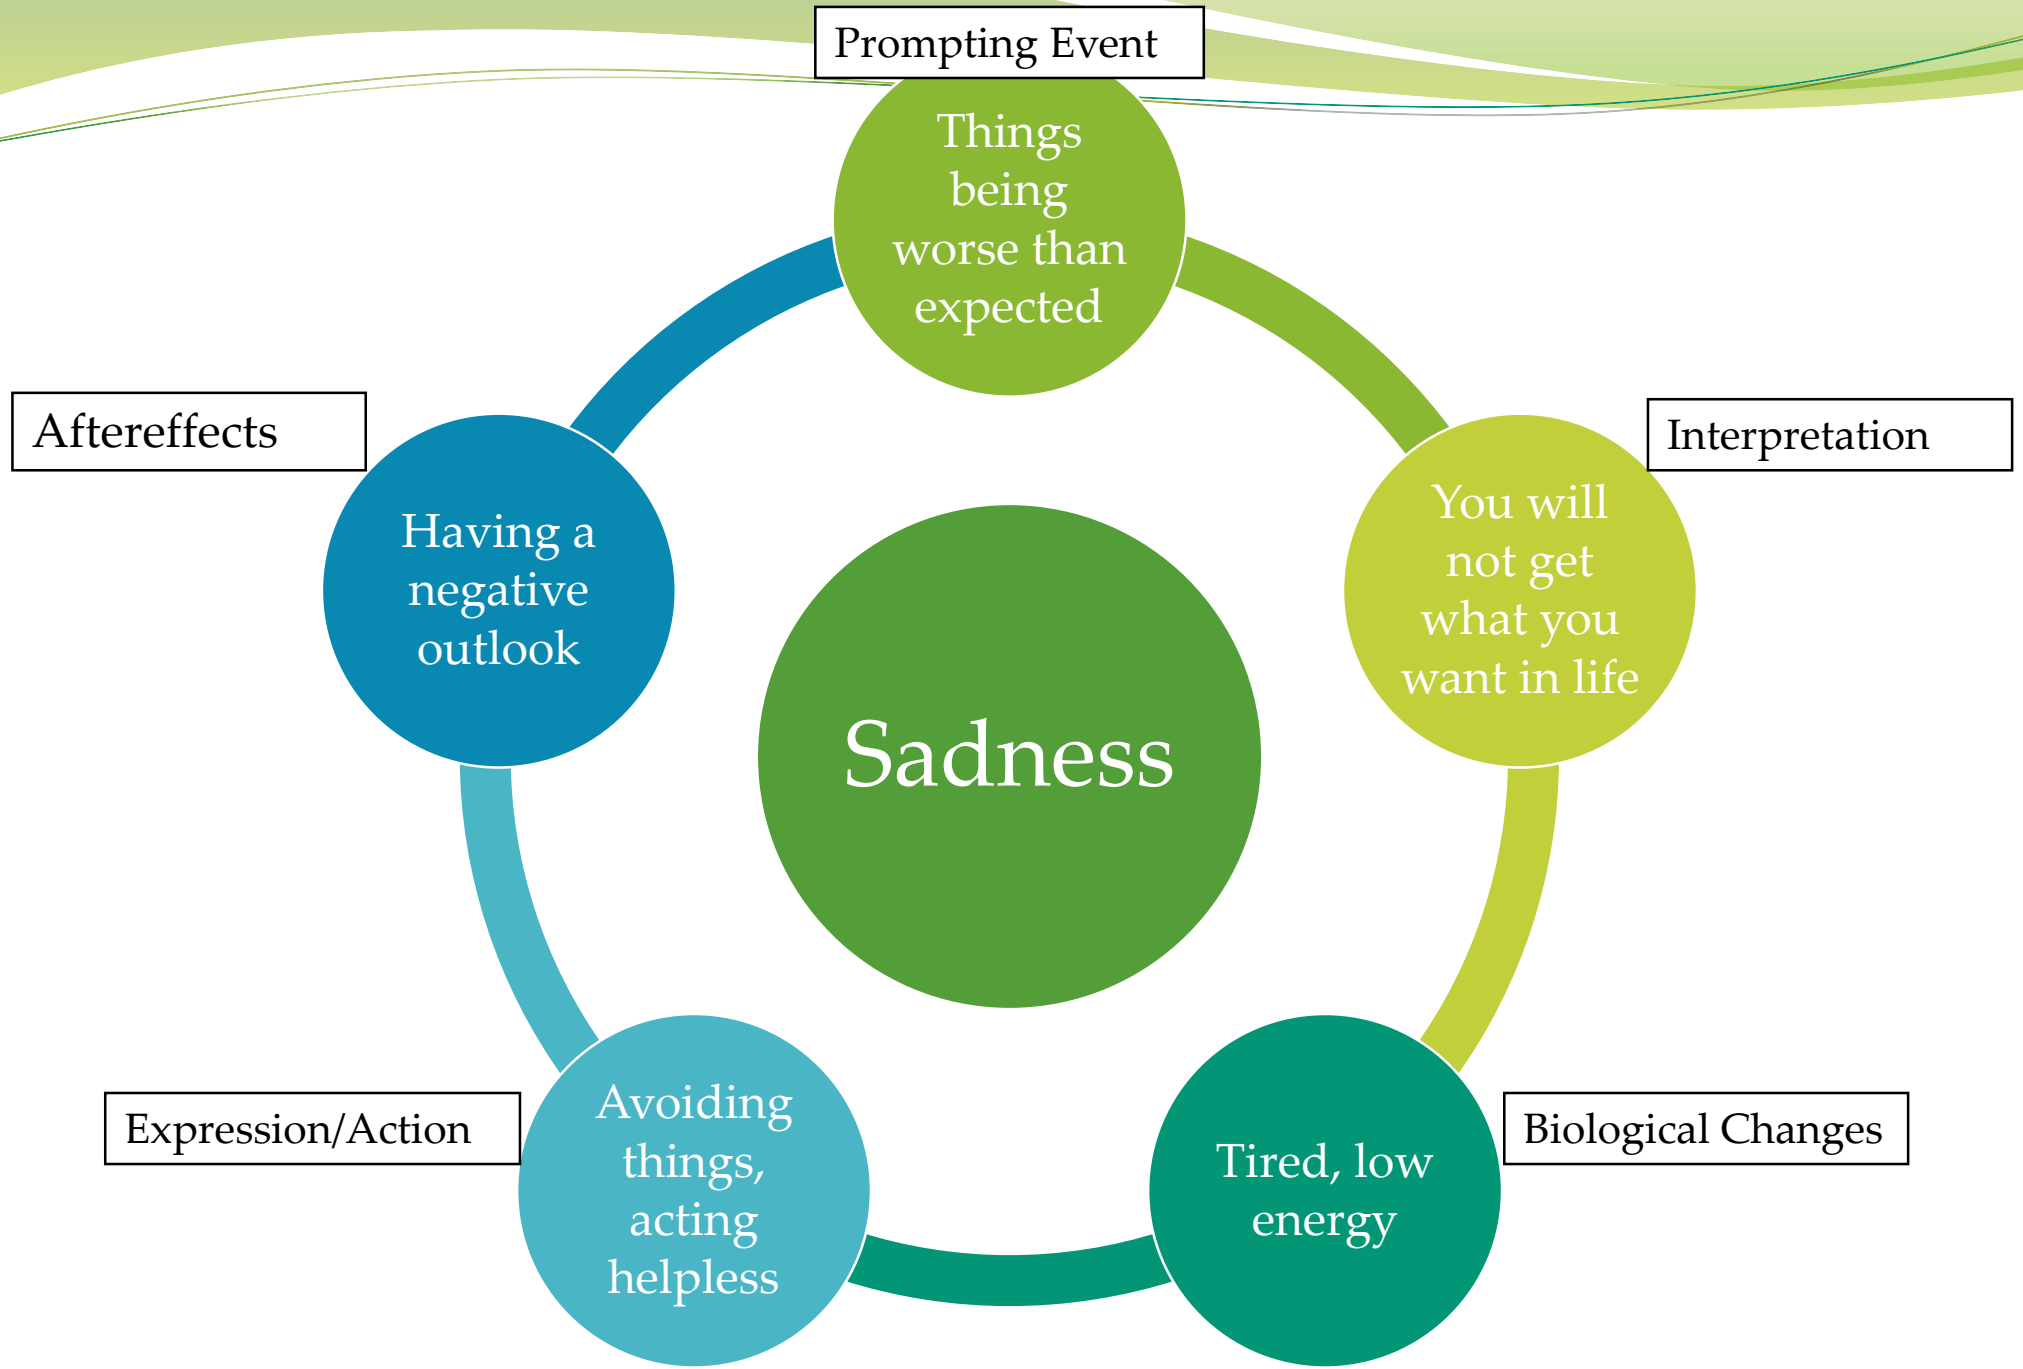 Prompting Event
Things
being
worse than
expected
Interpretation
You will
not get
what you
want in life
Biological Changes
Tired, low
energy
Expression/Action
Avoiding
things,
acting
helpless
Aftereffects
Having a
negative
outlook
Sadness